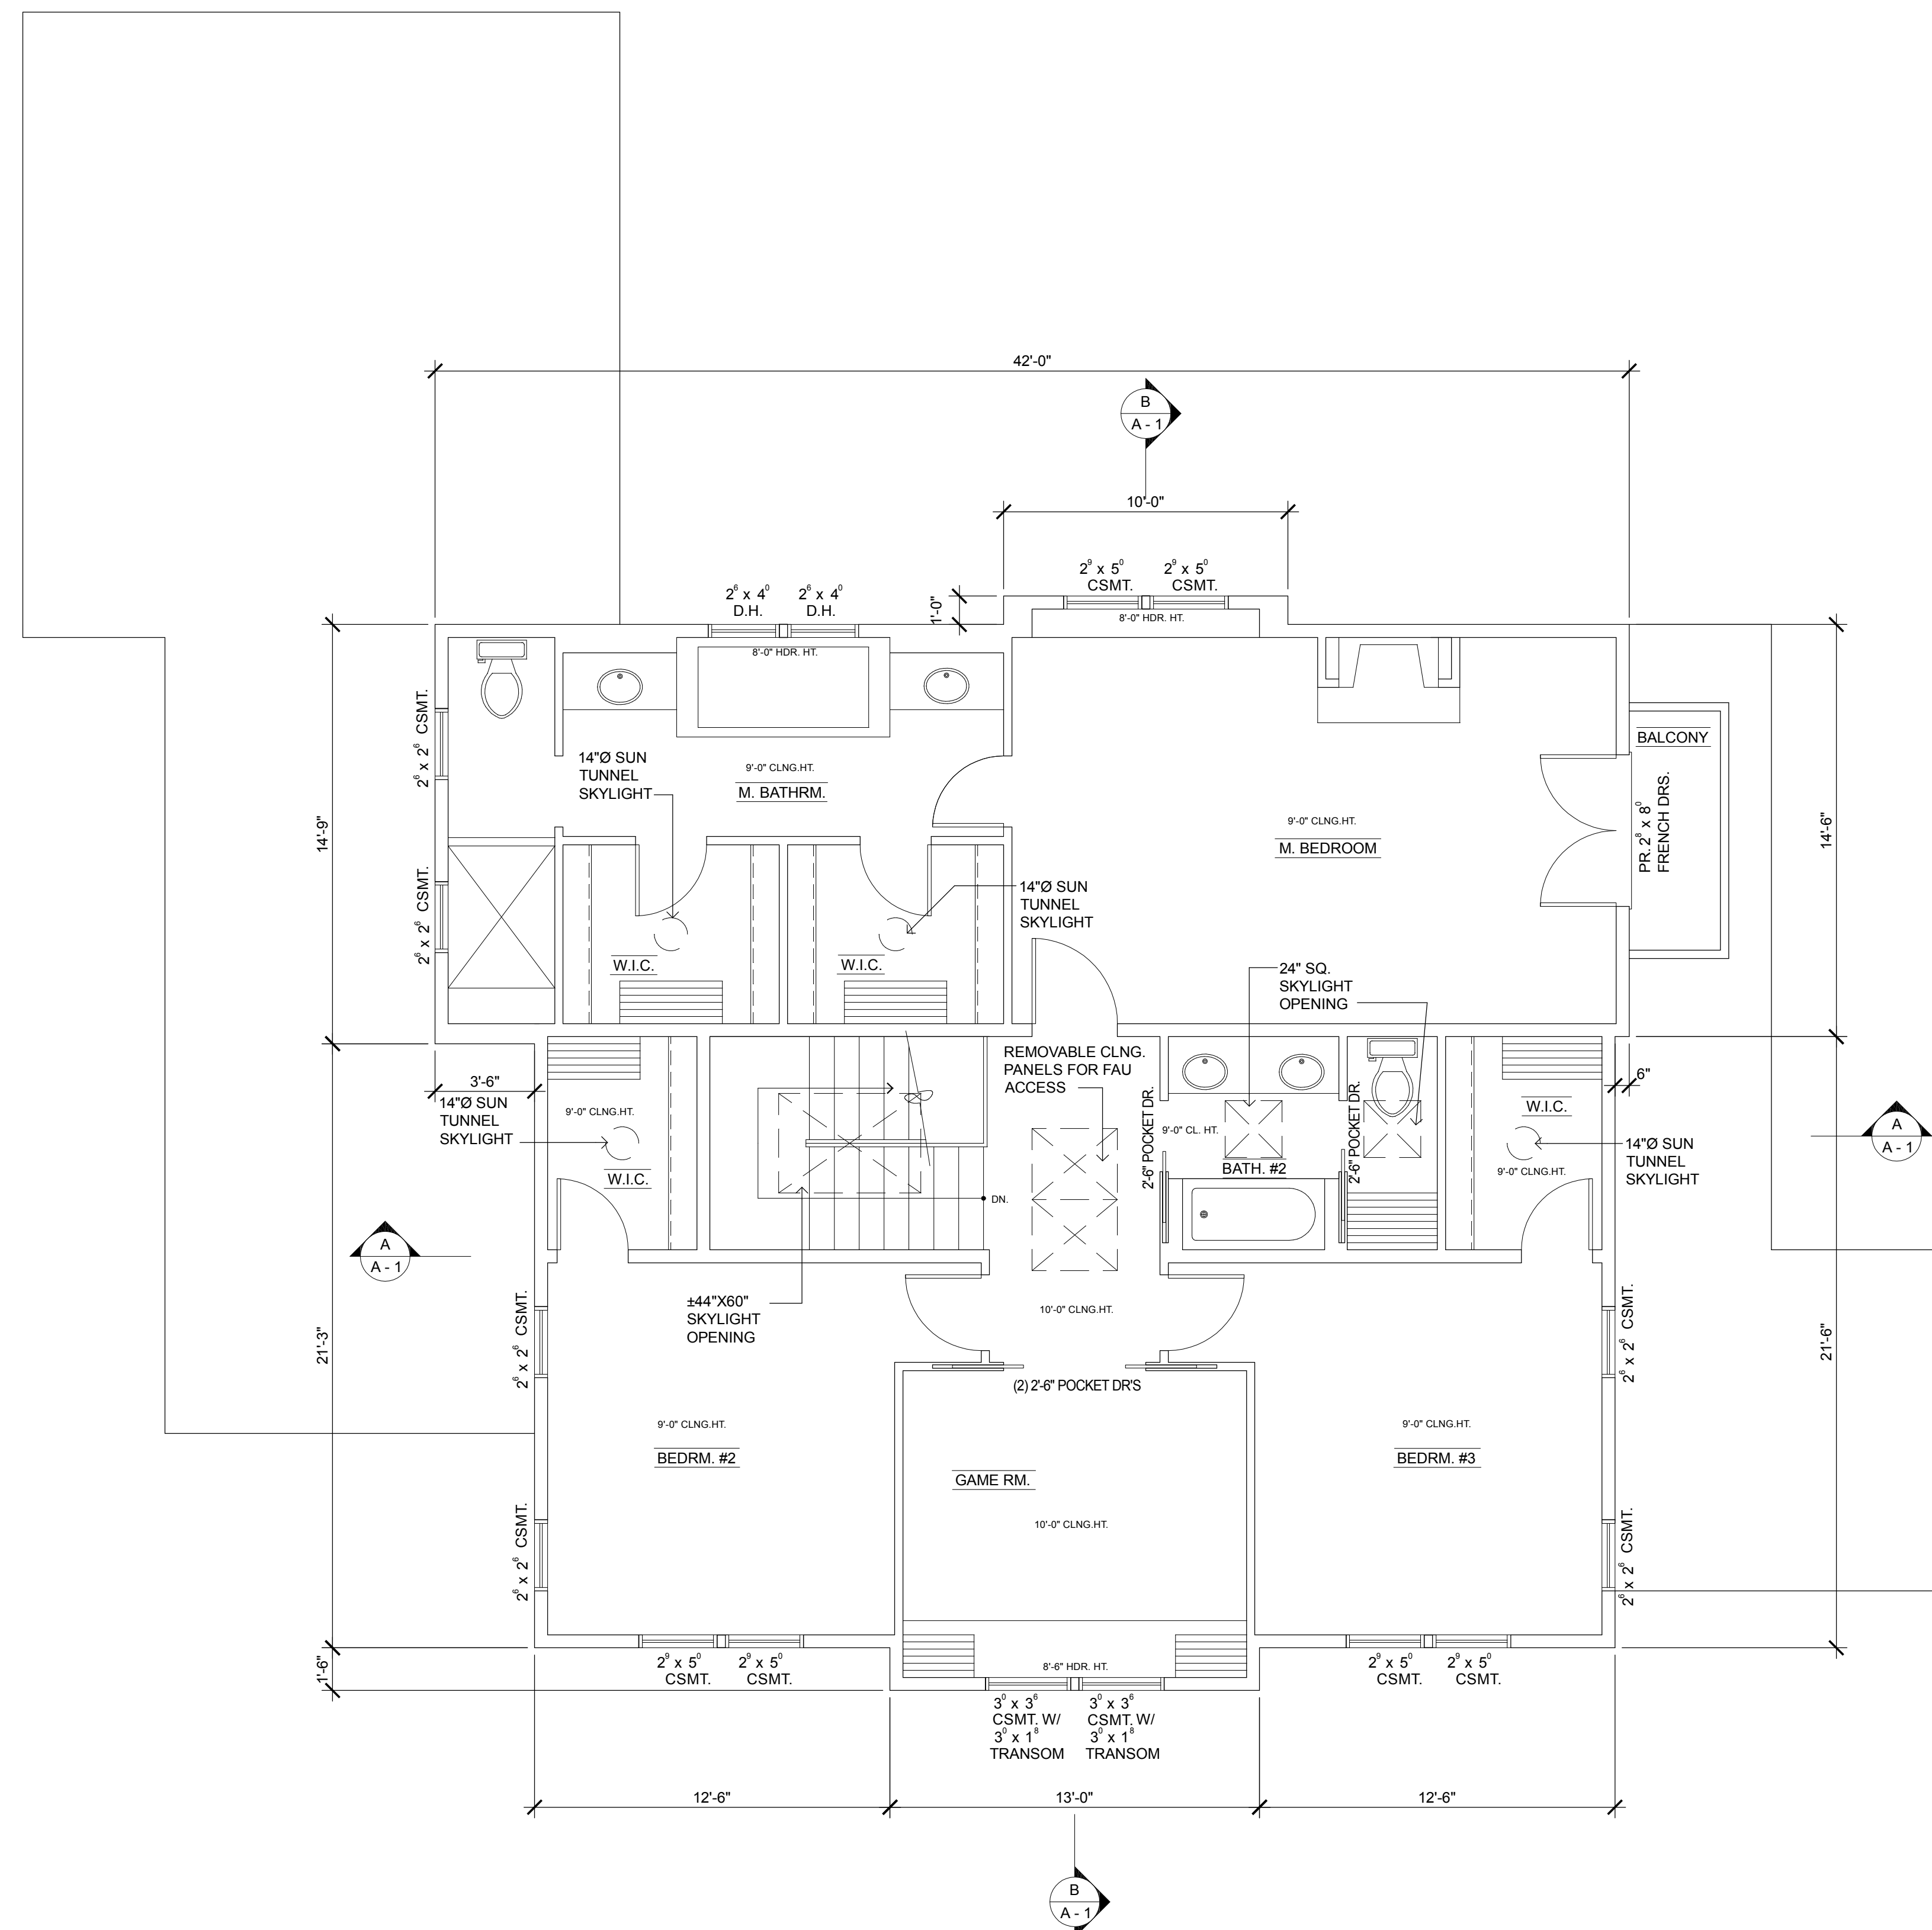 42'-0"
B
A - 1
10'-0"
2⁹ x 5⁰
CSMT.
2⁹ x 5⁰
CSMT.
1'-0"
8'-0" HDR. HT.
2⁶ x 4⁰
D.H.
2⁶ x 4⁰
D.H.
8'-0" HDR. HT.
2⁶ x 2⁶ CSMT.
2⁶ x 2⁶ CSMT.
14'-9"
14"Ø SUN
TUNNEL
SKYLIGHT
9'-0" CLNG.HT.
M. BATHRM.
9'-0" CLNG.HT.
M. BEDROOM
BALCONY
PR. 2⁸ x 8⁰
FRENCH DRS.
14'-6"
14"Ø SUN
TUNNEL
SKYLIGHT
W.I.C.
W.I.C.
24" SQ.
SKYLIGHT
OPENING
REMOVABLE CLNG.
PANELS FOR FAU
ACCESS
3'-6"
14"Ø SUN
TUNNEL
SKYLIGHT
9'-0" CLNG.HT.
W.I.C.
DN.
2'-6" POCKET DR.
9'-0" CL. HT.
BATH. #2
2'-6" POCKET DR.
W.I.C.
9'-0" CLNG.HT.
6"
14"Ø SUN
TUNNEL
SKYLIGHT
A
A - 1
A
A - 1
±44"X60"
SKYLIGHT
OPENING
10'-0" CLNG.HT.
(2) 2'-6" POCKET DR'S
21'-3"
2⁶ x 2⁶ CSMT.
2⁶ x 2⁶ CSMT.
9'-0" CLNG.HT.
BEDRM. #2
GAME RM.
10'-0" CLNG.HT.
9'-0" CLNG.HT.
BEDRM. #3
2⁶ x 2⁶ CSMT.
2⁶ x 2⁶ CSMT.
21'-6"
1'-6"
2⁹ x 5⁰
CSMT.
2⁹ x 5⁰
CSMT.
8'-6" HDR. HT.
3⁰ x 3⁶
CSMT. W/
3⁰ x 1⁸
TRANSOM
3⁰ x 3⁶
CSMT. W/
3⁰ x 1⁸
TRANSOM
2⁹ x 5⁰
CSMT.
2⁹ x 5⁰
CSMT.
12'-6"
13'-0"
12'-6"
B
A - 1